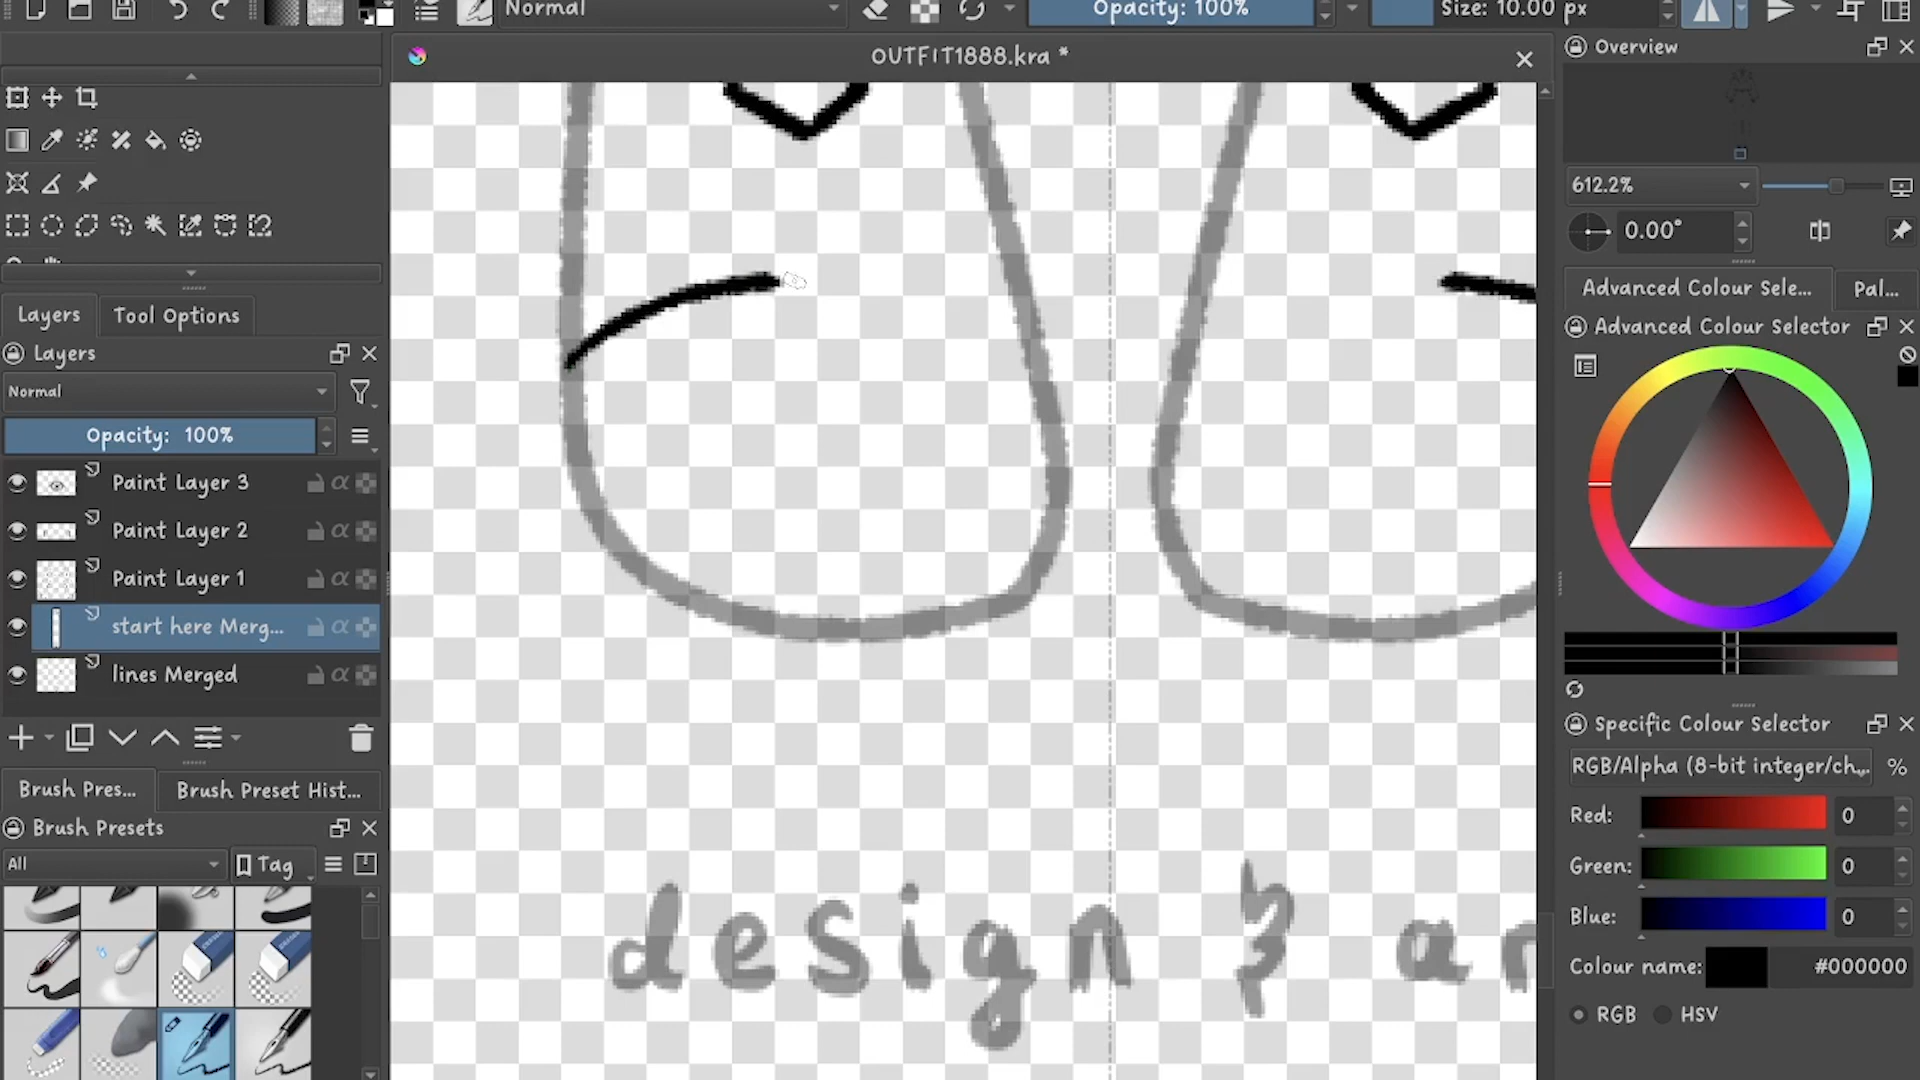 Normal
Opacity: 100%
Size: 10.00 px
OUTFIT1888.kra *
Overview
612.2%
0.00°
Layers
Tool Options
Layers
Normal
Opacity: 100%
Paint Layer 3
Paint Layer 2
Paint Layer 1
start here Merg...
lines Merged
Brush Pres...
Brush Preset Hist...
Brush Presets
All
Tag
design & ar
Advanced Colour Sele...
Pal...
Advanced Colour Selector
Specific Colour Selector
RGB/Alpha (8-bit integer/ch...
%
Red: 0
Green: 0
Blue: 0
Colour name: #000000
RGB
HSV